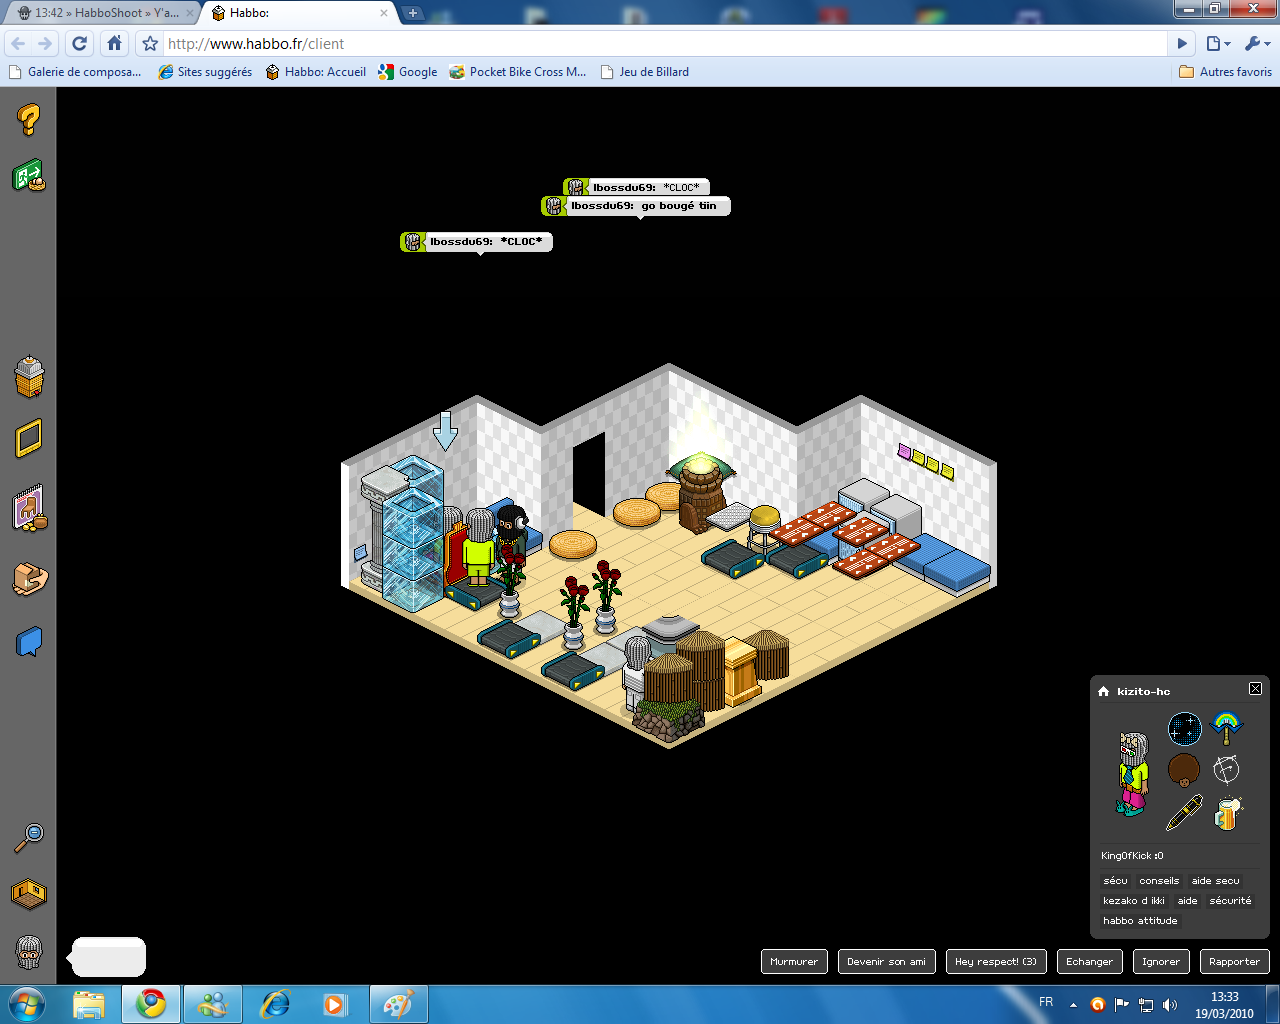 13:42 » HabboShoot » Y'a...
Habbo:
http://www.habbo.fr/client
Galerie de composa... Sites suggérés Habbo: Accueil Google Pocket Bike Cross M... Jeu de Billard Autres favoris
lbossdu69: *CLOC*
lbossdu69: go bougé tiin
lbossdu69: *CLOC*
kizito-hc
KingOfKick :O
sécu conseils aide secu
kezako d ikki aide sécurité
habbo attitude
Murmurer Devenir son ami Hey respect! (3) Echanger Ignorer Rapporter
FR
13:33
19/03/2010